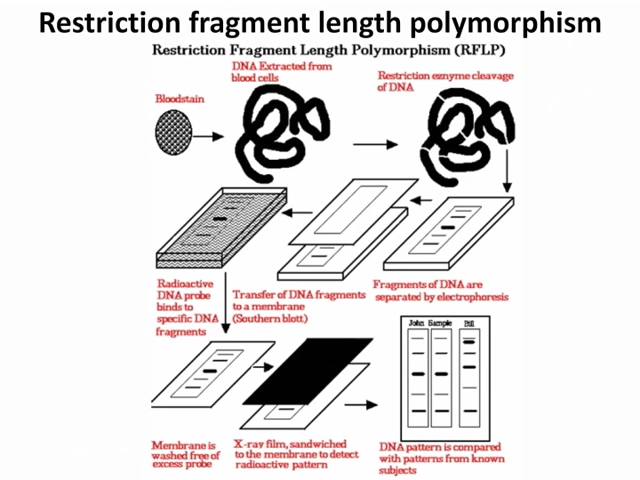 Restriction fragment length polymorphism
Restriction Fragment Length Polymorphism (RFLP)
DNA Extracted from
blood cells
Restriction eznyme cleavage
of DNA
Bloodstain
Radioactive
DNA probe
binds to
specific DNA
fragments
Transfer of DNA fragments
to a membrane
(Southern blott)
Fragments of DNA are
separated by electrophoresis
John Sample Bill
Membrane is
washed free of
excess probe
X-ray film, sandwiched
to the membrane to detect
radioactive pattern
DNA pattern is compared
with patterns from known
subjects